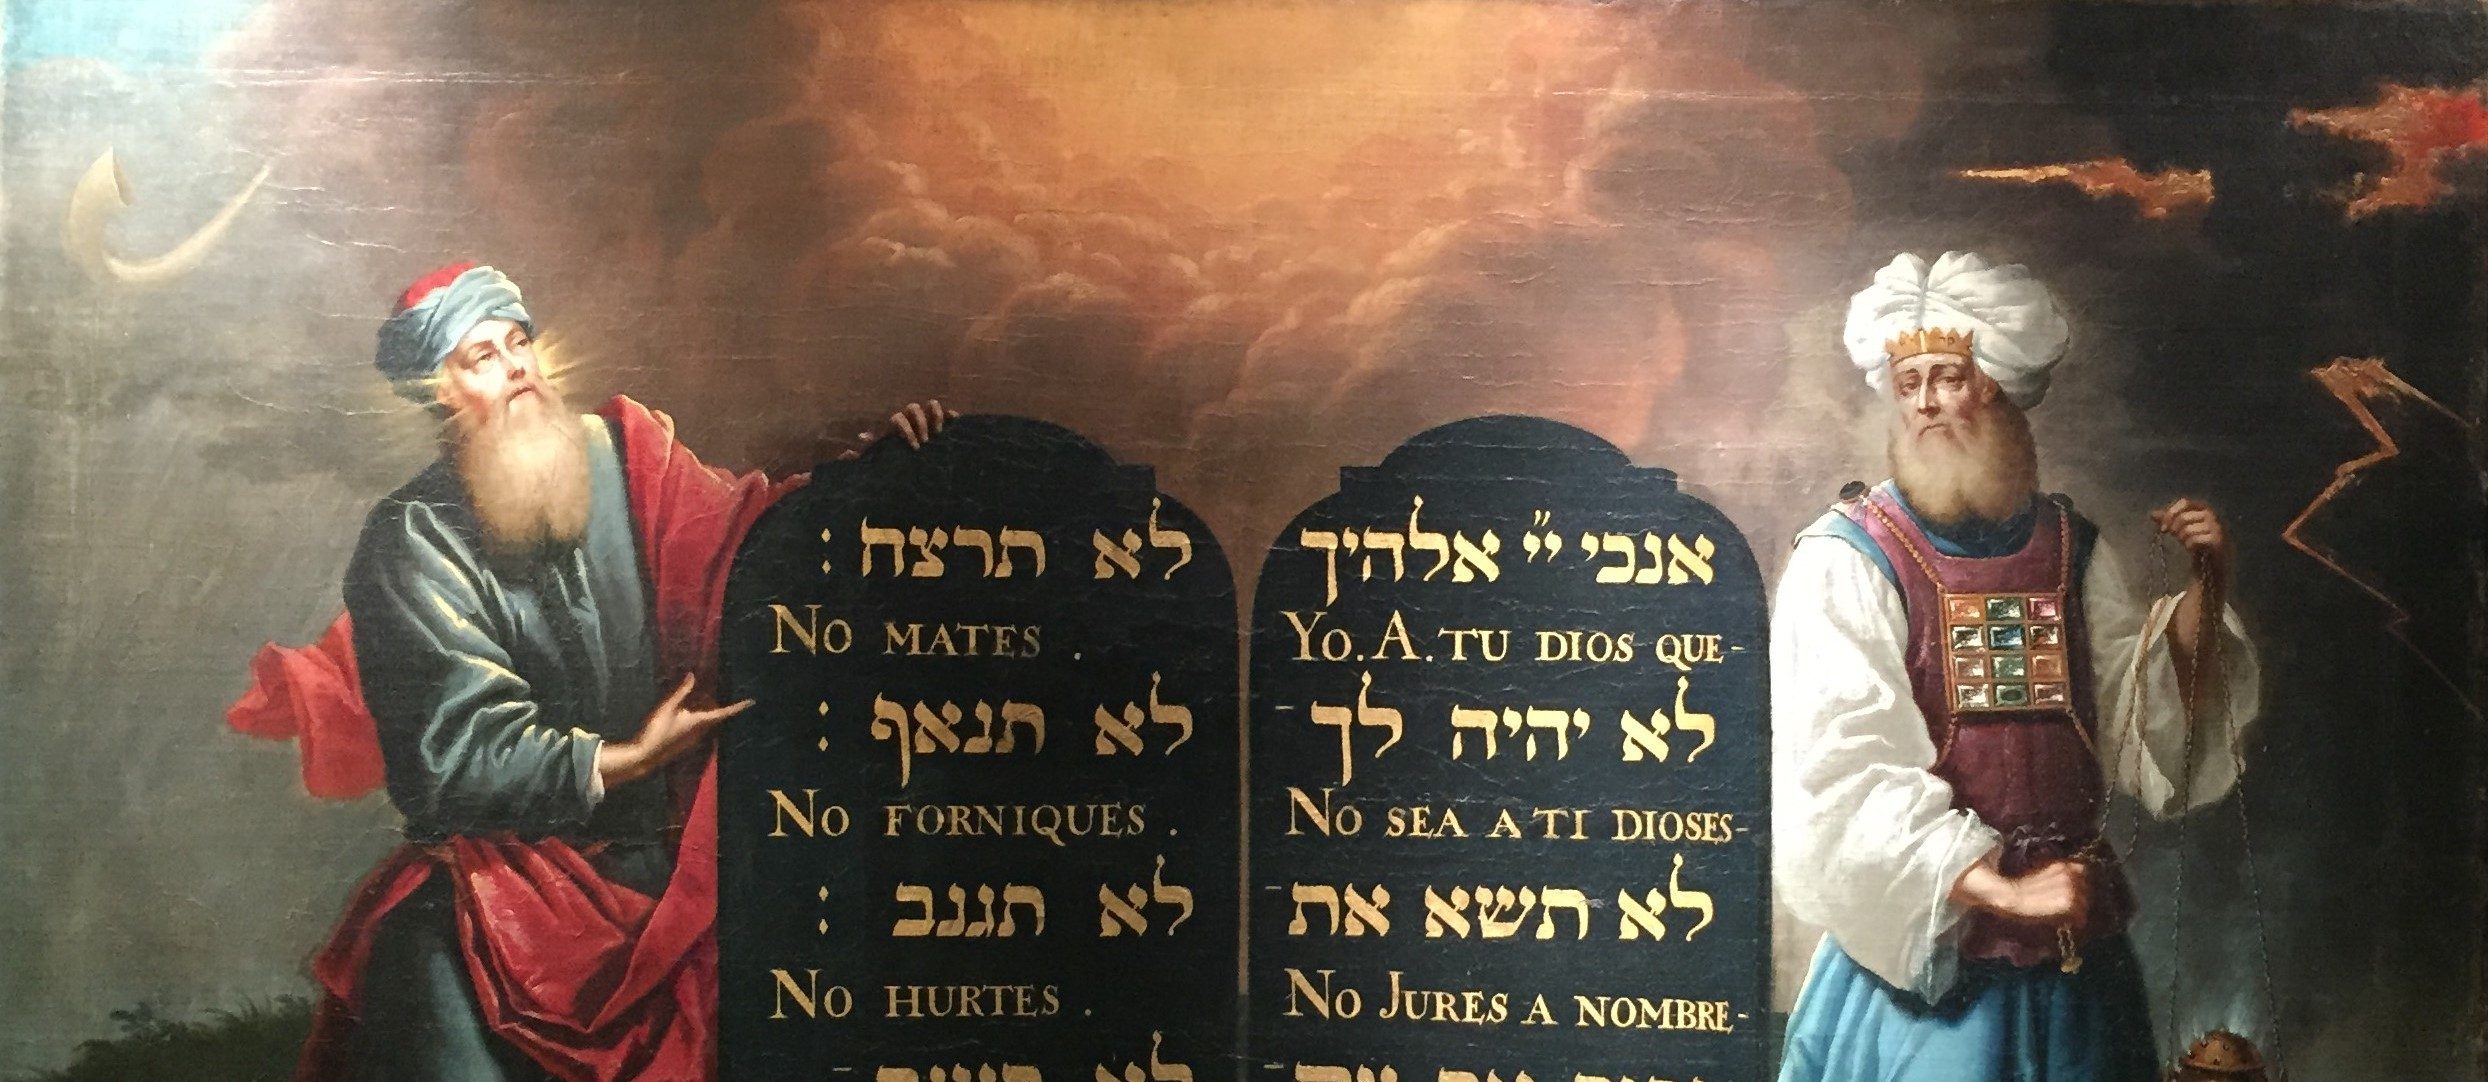 אנכי יי״ אלהיך
YO.A.TU DIOS QUE-
לא יהיה לך-
NO SEA A TI DIOSES-
לא תשא את-
NO JURES A NOMBRE-
לא תרצח :
NO MATES.
לא תנאף :
NO FORNIQUES.
לא תגנב :
NO HURTES.